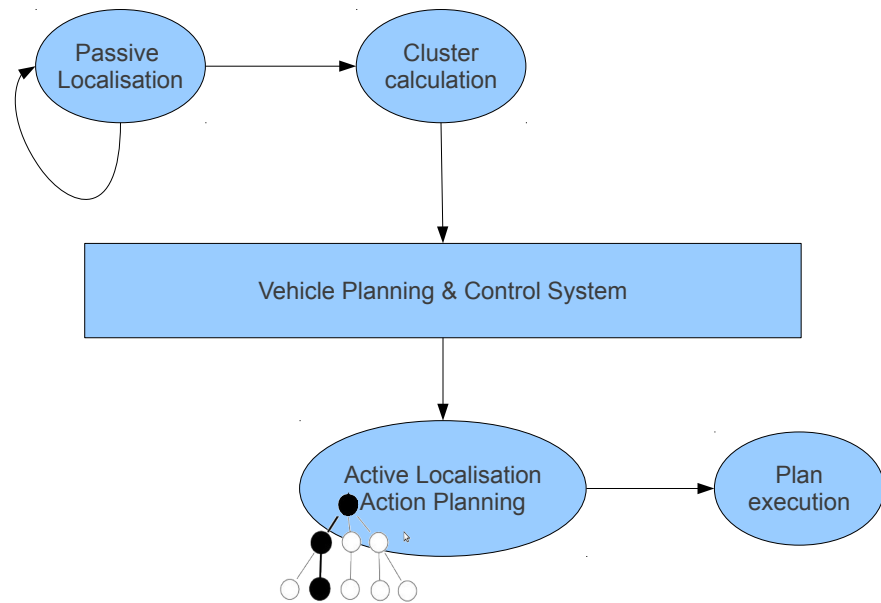 Passive
Localisation
Cluster
calculation
Vehicle Planning & Control System
Active Localisation
Action Planning
Plan
execution